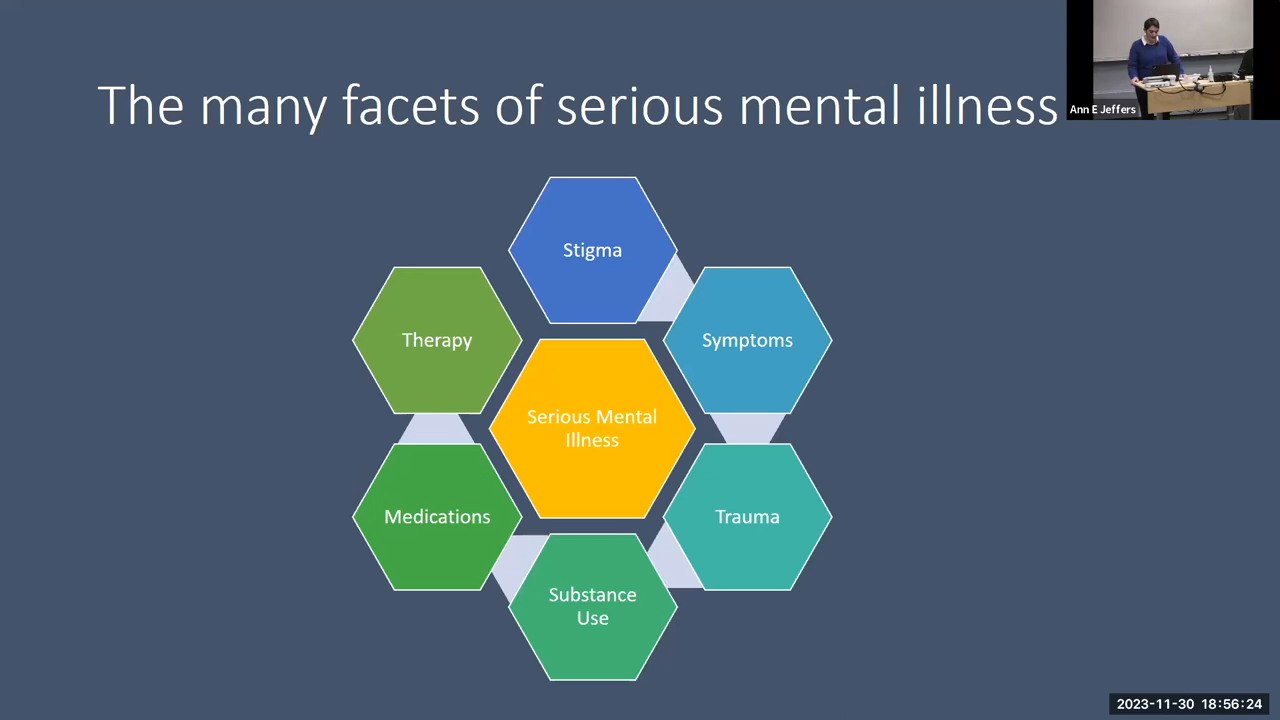 The many facets of serious mental illness
Ann E Jeffers
Stigma
Therapy
Symptoms
Serious Mental
Illness
Medications
Trauma
Substance
Use
2023-11-30 18:56:24